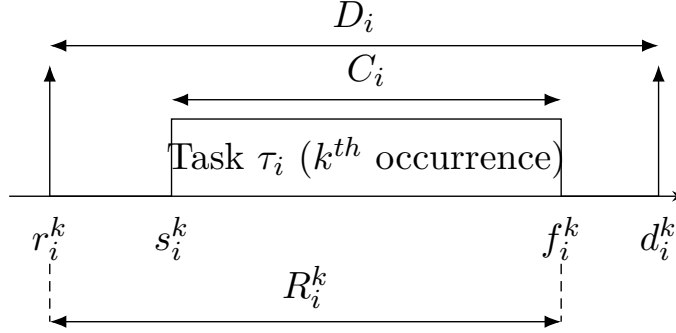 D_i
C_i
Task τ_i (k^{th} occurrence)
r_i^k s_i^k f_i^k d_i^k
R_i^k